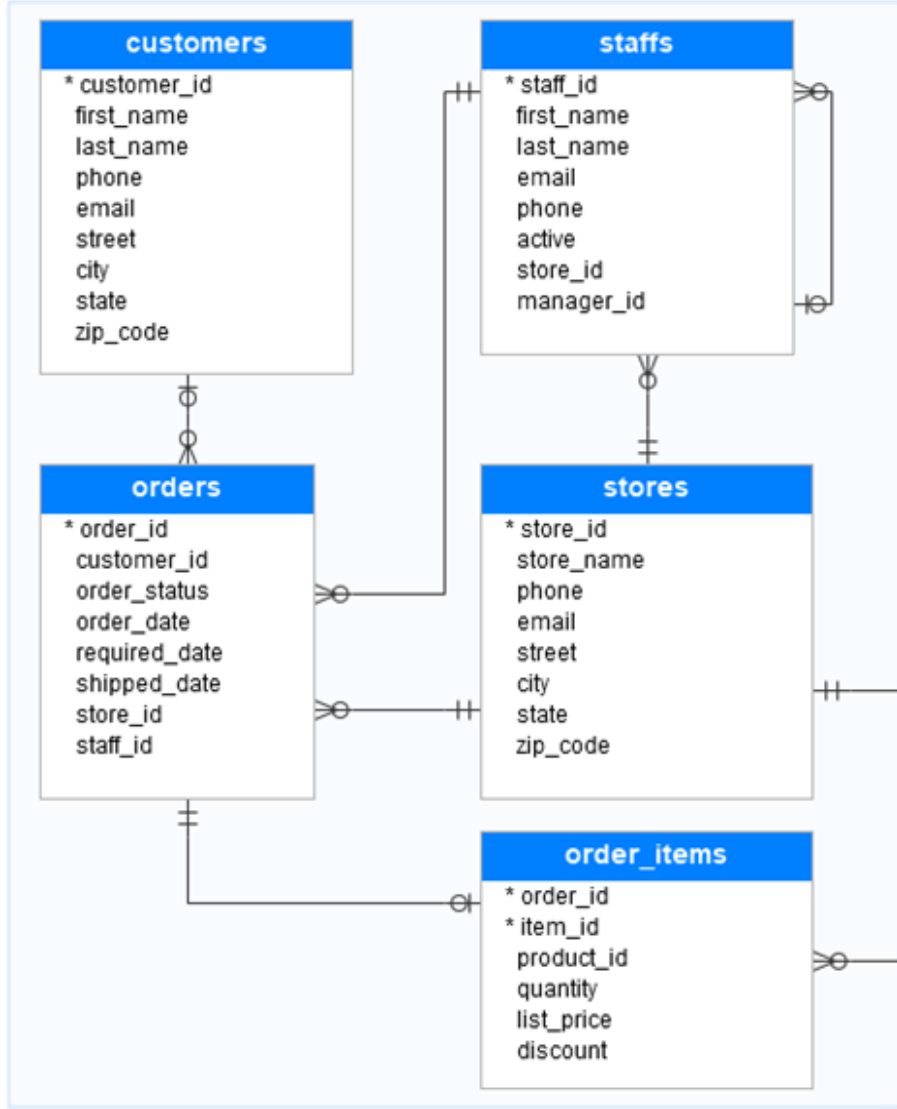 customers
* customer_id
first_name
last_name
phone
email
street
city
state
zip_code
staffs
* staff_id
first_name
last_name
email
phone
active
store_id
manager_id
orders
* order_id
customer_id
order_status
order_date
required_date
shipped_date
store_id
staff_id
stores
* store_id
store_name
phone
email
street
city
state
zip_code
order_items
* order_id
* item_id
product_id
quantity
list_price
discount